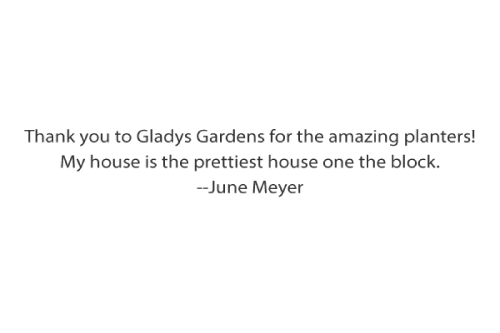 Thank you to Gladys Gardens for the amazing planters!
My house is the prettiest house one the block.
--June Meyer